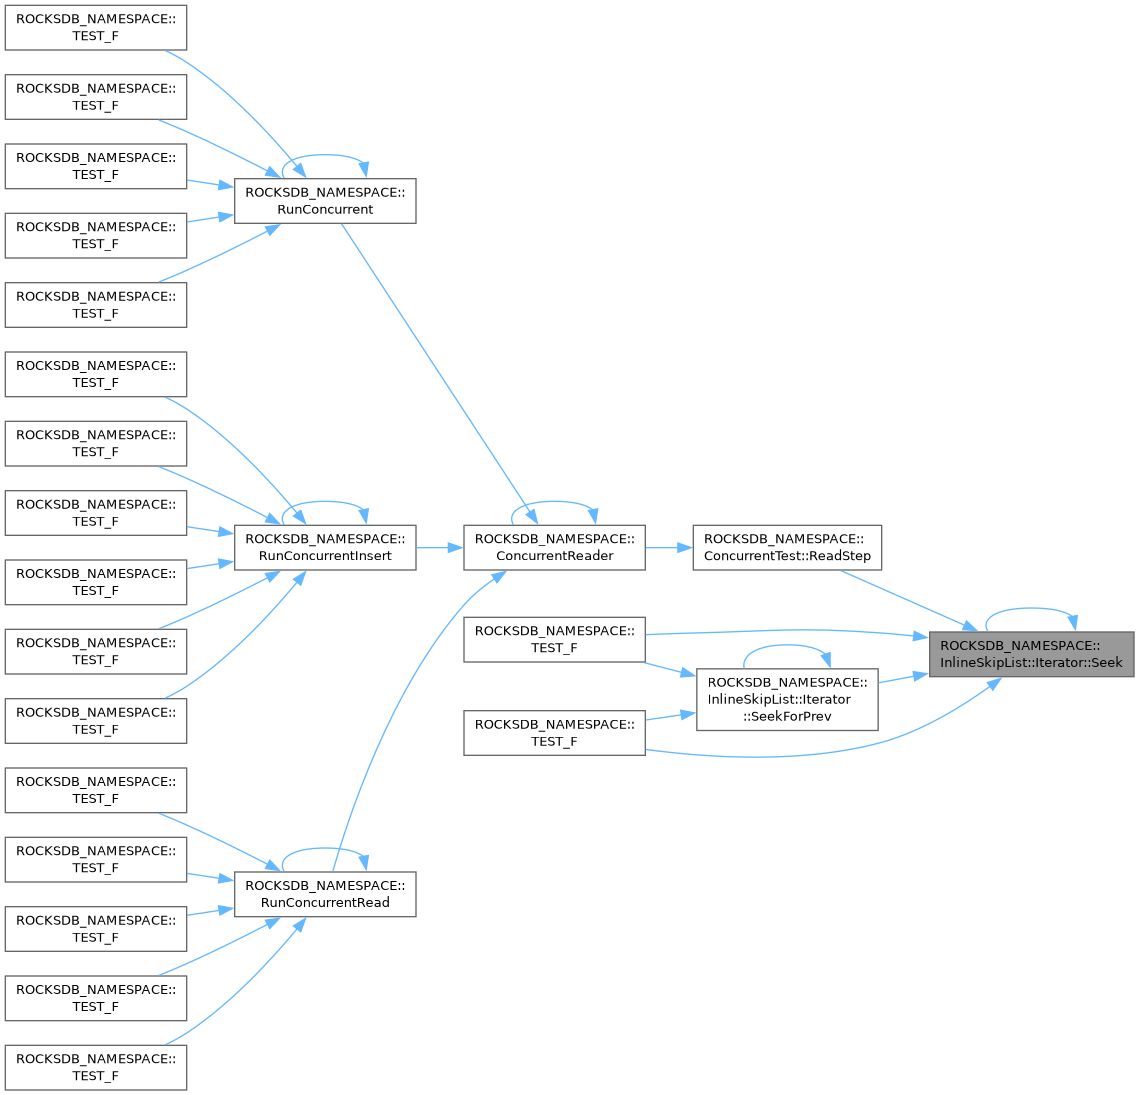 ROCKSDB_NAMESPACE::
TEST_F
ROCKSDB_NAMESPACE::
TEST_F
ROCKSDB_NAMESPACE::
TEST_F
ROCKSDB_NAMESPACE::
TEST_F
ROCKSDB_NAMESPACE::
TEST_F
ROCKSDB_NAMESPACE::
TEST_F
ROCKSDB_NAMESPACE::
TEST_F
ROCKSDB_NAMESPACE::
TEST_F
ROCKSDB_NAMESPACE::
TEST_F
ROCKSDB_NAMESPACE::
TEST_F
ROCKSDB_NAMESPACE::
TEST_F
ROCKSDB_NAMESPACE::
TEST_F
ROCKSDB_NAMESPACE::
TEST_F
ROCKSDB_NAMESPACE::
TEST_F
ROCKSDB_NAMESPACE::
TEST_F
ROCKSDB_NAMESPACE::
TEST_F
ROCKSDB_NAMESPACE::
RunConcurrent
ROCKSDB_NAMESPACE::
RunConcurrentInsert
ROCKSDB_NAMESPACE::
RunConcurrentRead
ROCKSDB_NAMESPACE::
ConcurrentReader
ROCKSDB_NAMESPACE::
TEST_F
ROCKSDB_NAMESPACE::
TEST_F
ROCKSDB_NAMESPACE::
ConcurrentTest::ReadStep
ROCKSDB_NAMESPACE::
InlineSkipList::Iterator
::SeekForPrev
ROCKSDB_NAMESPACE::
InlineSkipList::Iterator::Seek